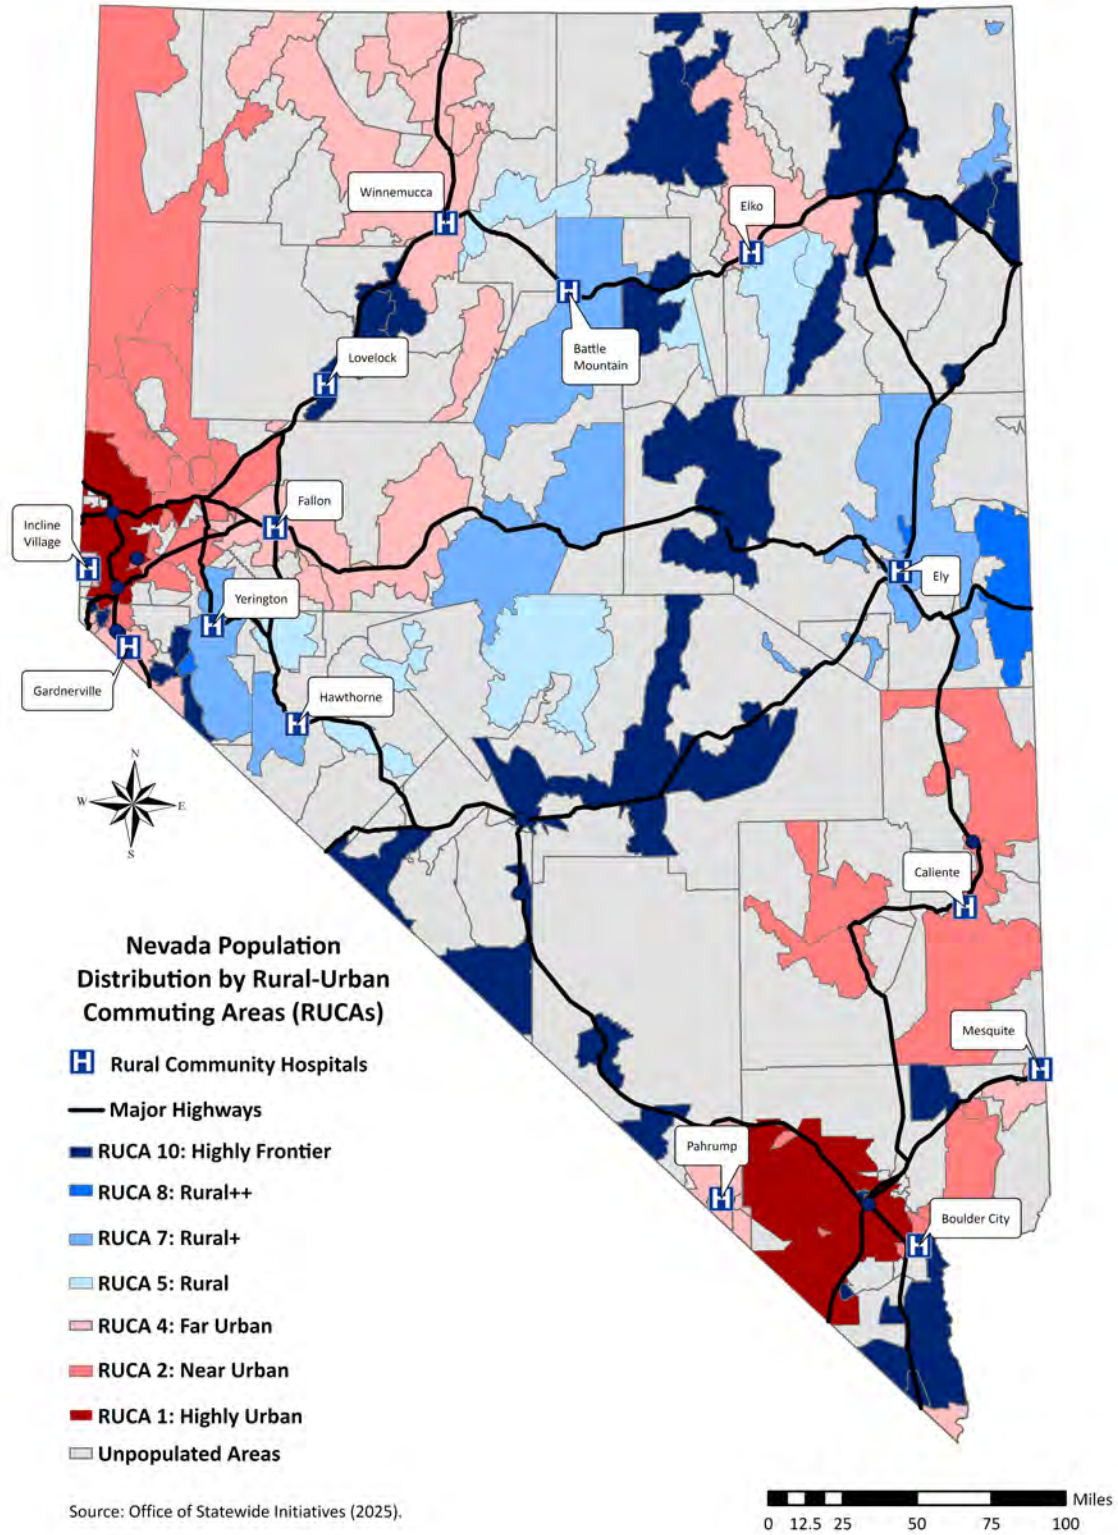 Winnemucca
Elko
Battle
Mountain
Lovelock
Fallon
Incline
Village
Yerington
Ely
Gardnerville
Hawthorne
N
W
E
S
Caliente
Mesquite
Pahrump
Boulder City
Nevada Population
Distribution by Rural-Urban
Commuting Areas (RUCAs)
H Rural Community Hospitals
Major Highways
RUCA 10: Highly Frontier
RUCA 8: Rural++
RUCA 7: Rural+
RUCA 5: Rural
RUCA 4: Far Urban
RUCA 2: Near Urban
RUCA 1: Highly Urban
Unpopulated Areas
Source: Office of Statewide Initiatives (2025).
Miles
0 12.5 25 50 75 100